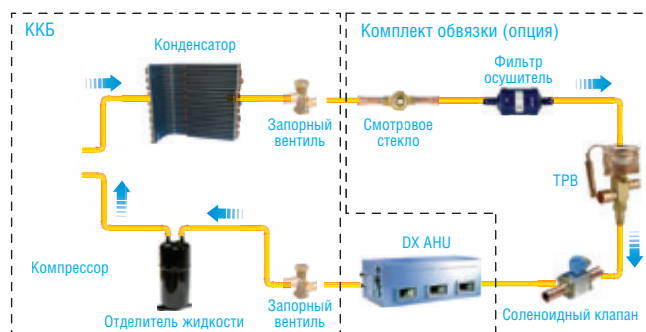 ККБ
Комплект обвязки (опция)
Конденсатор
Фильтр
осушитель
Запорный
вентиль
Смотровое
стекло
ТРВ
DX AHU
Компрессор
Отделитель жидкости
Запорный
вентиль
Соленоидный клапан